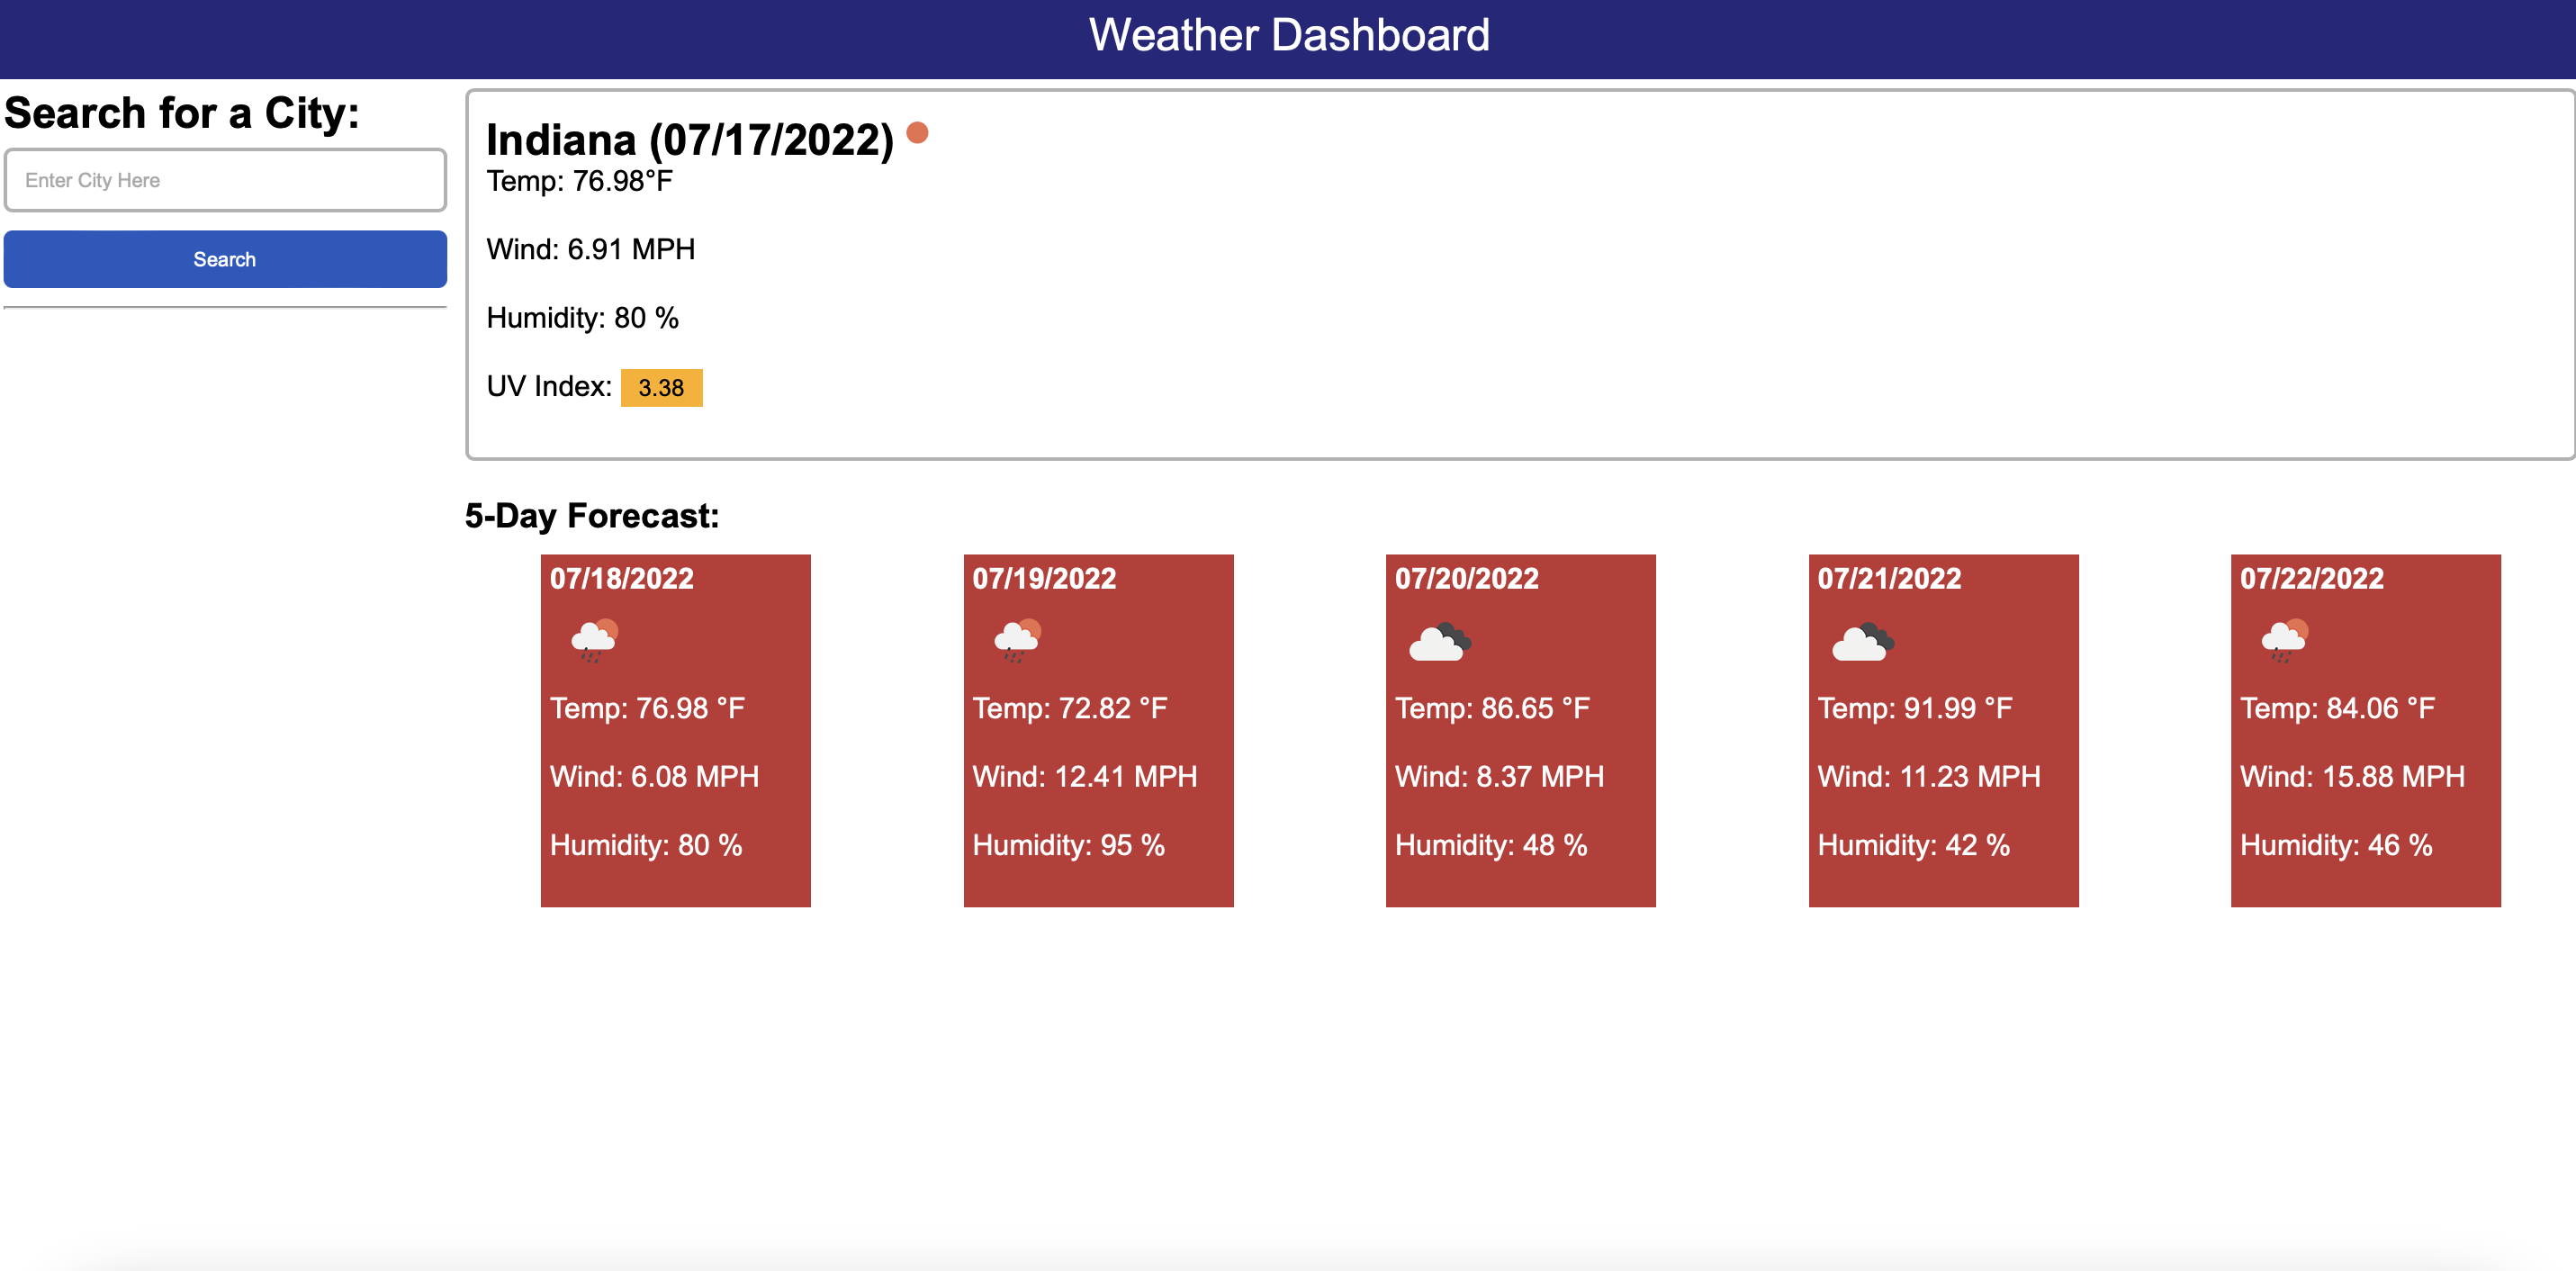 Weather Dashboard
Search for a City:
Enter City Here
Search
Indiana (07/17/2022)
Temp: 76.98°F
Wind: 6.91 MPH
Humidity: 80 %
UV Index: 3.38
5-Day Forecast:
07/18/2022
Temp: 76.98 °F
Wind: 6.08 MPH
Humidity: 80 %
07/19/2022
Temp: 72.82 °F
Wind: 12.41 MPH
Humidity: 95 %
07/20/2022
Temp: 86.65 °F
Wind: 8.37 MPH
Humidity: 48 %
07/21/2022
Temp: 91.99 °F
Wind: 11.23 MPH
Humidity: 42 %
07/22/2022
Temp: 84.06 °F
Wind: 15.88 MPH
Humidity: 46 %